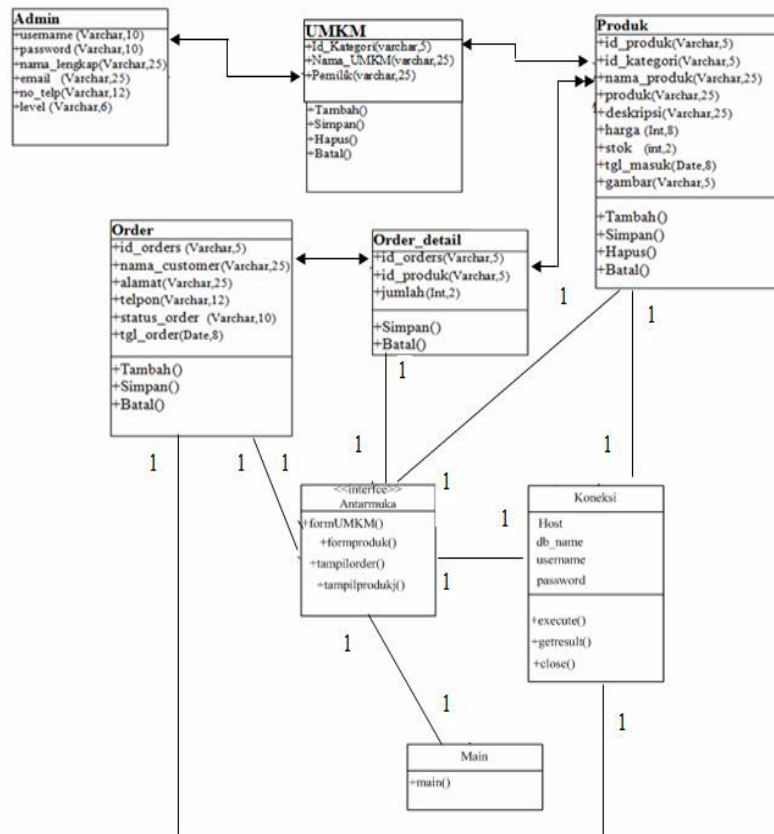 Admin
+username (Varchar,10)
+password (Varchar,10)
+nama_lengkap(Varchar,25)
+email (Varchar,25)
+no_telp(Varchar,12)
+level (Varchar,6)
UMKM
+Id_Kategori(varchar,5)
+Nama_UMKM(varchar,25)
+Pemilik(varchar,25)
+Tambah()
+Simpan()
+Hapus()
+Batal()
Produk
+id_produk(Varchar,5)
+id_kategori(Varchar,5)
+nama_produk(Varchar,25)
+produk(Varchar,25)
+deskripsi(Varchar,25)
+harga (Int,8)
+stok (int,2)
+tgl_masuk(Date,8)
+gambar(Varchar,5)
+Tambah()
+Simpan()
+Hapus()
+Batal()
Order
+id_orders (Varchar,5)
+nama_customer(Varchar,25)
+alamat(Varchar,25)
+telpon(Varchar,12)
+status_order (Varchar,10)
+tgl_order(Date,8)
+Tambah()
+Simpan()
+Batal()
Order_detail
+id_orders(Varchar,5)
+id_produk(Varchar,5)
+jumlah(Int,2)
+Simpan()
+Batal()
1
1
1
1
1
1
1
1
1
<<interfce>>
Antarmuka
+formUMKM()
+formproduk()
+tampilorder()
+tampilprodukj()
1
1
Koneksi
Host
db_name
username
password
+execute()
+getresult()
+close()
1
1
1
Main
+main()